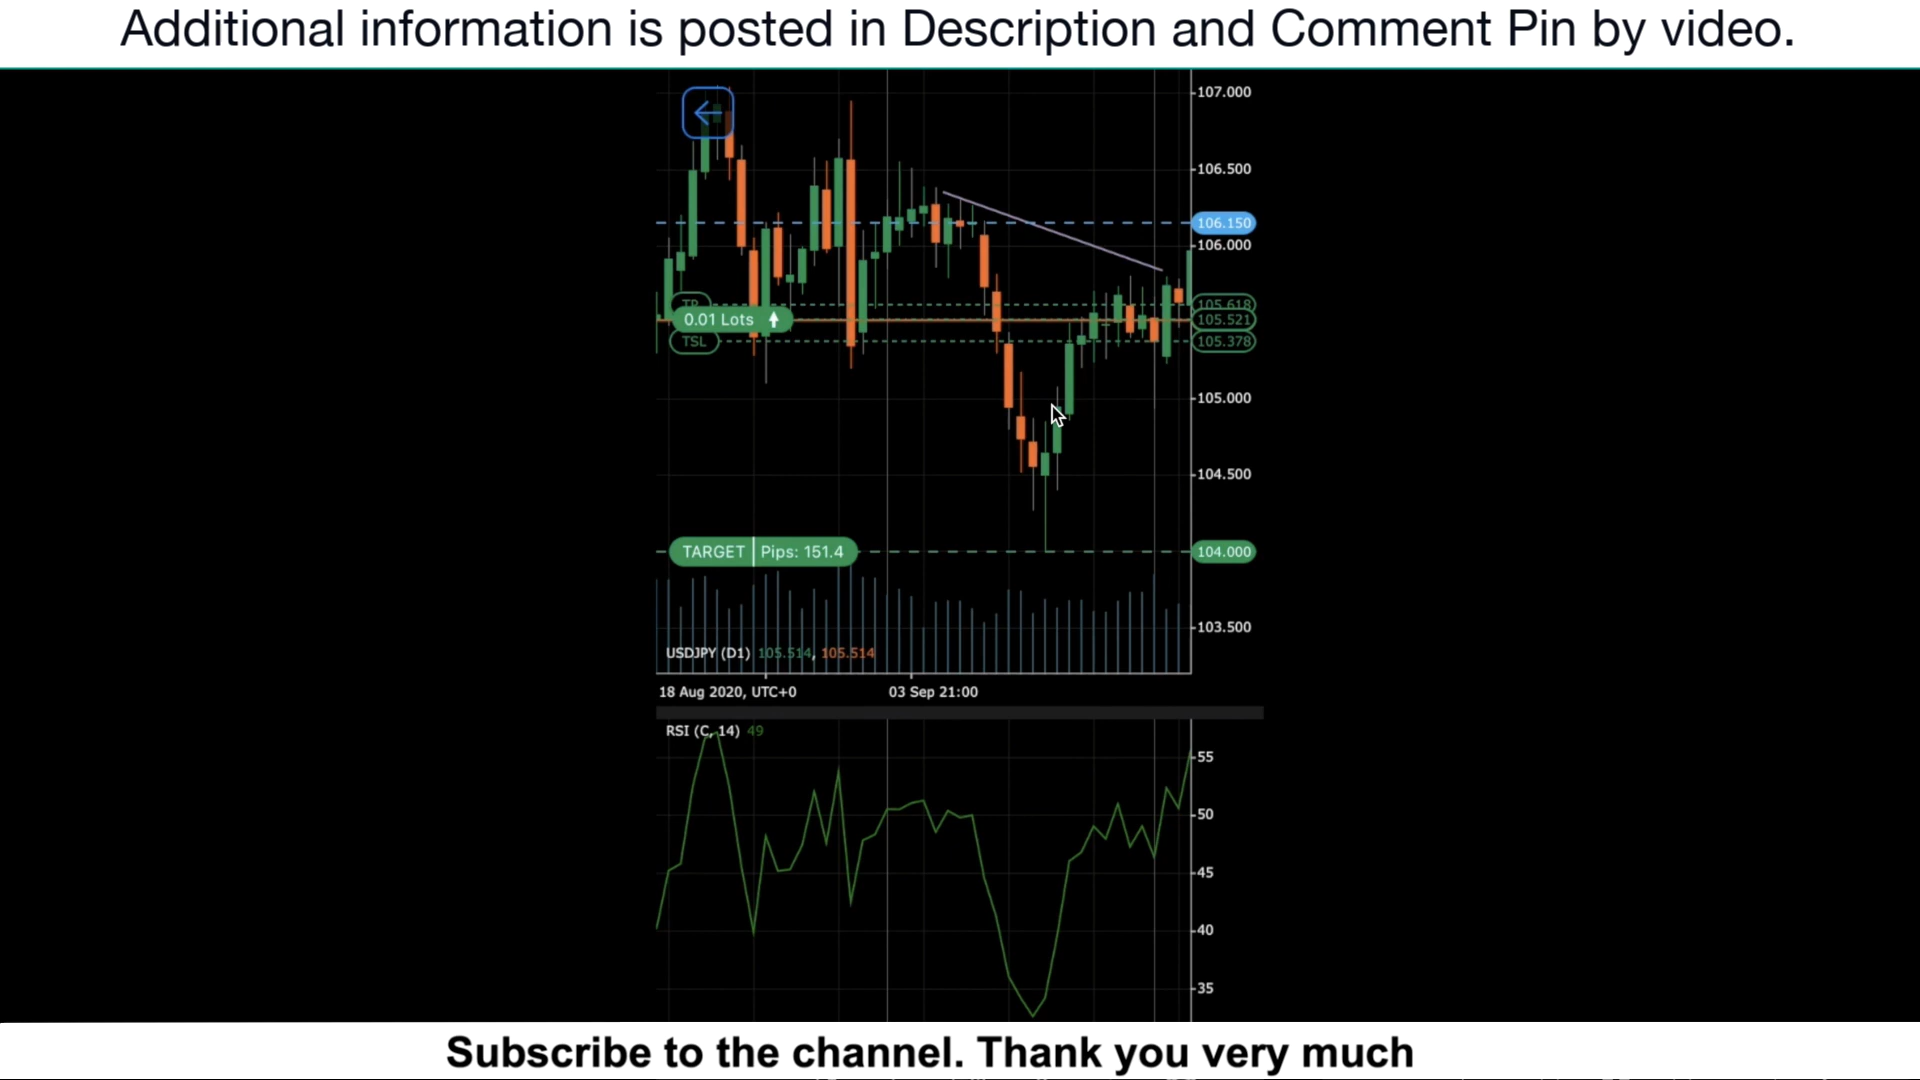 Additional information is posted in Description and Comment Pin by video.
107.000
106.500
106.150
106.000
TP
105.618
0.01 Lots
105.521
TSL
105.378
105.000
104.500
TARGET Pips: 151.4
104.000
103.500
USDJPY (D1) 105.514, 105.514
18 Aug 2020, UTC+0 03 Sep 21:00
RSI (C, 14) 49
55
50
45
40
35
Subscribe to the channel. Thank you very much